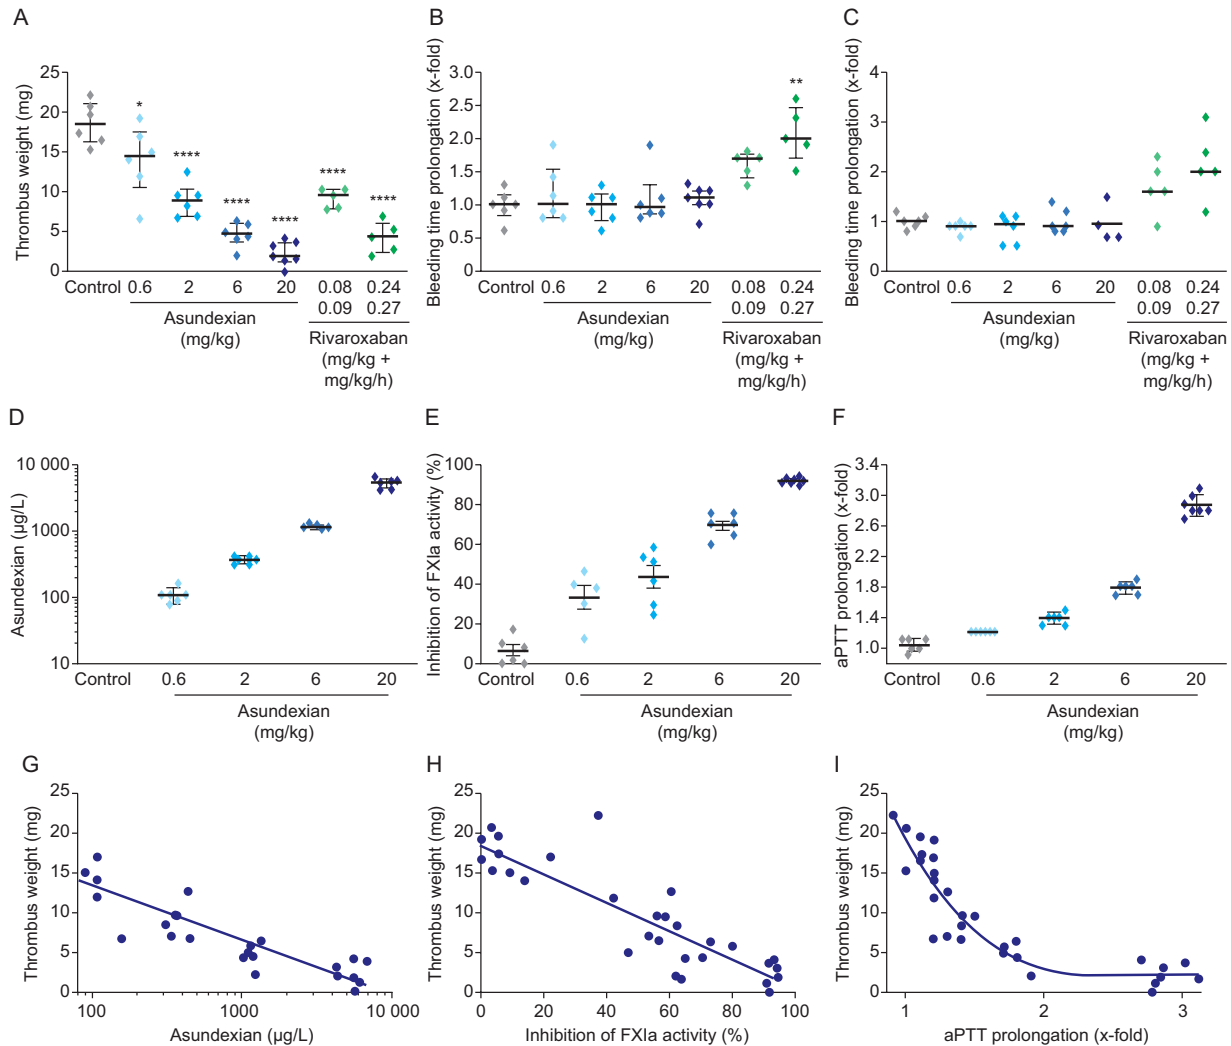 A
Thrombus weight (mg)
25
20
15
10
5
0
*
****
****
****
****
****
Control
0.6
2
6
20
0.08
0.24
0.09
0.27
Asundexian
(mg/kg)
Rivaroxaban
(mg/kg +
mg/kg/h)
B
Bleeding time prolongation (x-fold)
3.0
2.5
2.0
1.5
1.0
0.5
0
**
Control
0.6
2
6
20
0.08
0.24
0.09
0.27
Asundexian
(mg/kg)
Rivaroxaban
(mg/kg +
mg/kg/h)
C
Bleeding time prolongation (x-fold)
4
3
2
1
0
Control
0.6
2
6
20
0.08
0.24
0.09
0.27
Asundexian
(mg/kg)
Rivaroxaban
(mg/kg +
mg/kg/h)
D
Asundexian (µg/L)
10 000
1000
100
10
Control
0.6
2
6
20
Asundexian
(mg/kg)
E
Inhibition of FXIa activity (%)
100
80
60
40
20
0
Control
0.6
2
6
20
Asundexian
(mg/kg)
F
aPTT prolongation (x-fold)
3.4
3.0
2.6
2.2
1.8
1.4
1.0
Control
0.6
2
6
20
Asundexian
(mg/kg)
G
Thrombus weight (mg)
25
20
15
10
5
0
100
1000
10 000
Asundexian (µg/L)
H
Thrombus weight (mg)
25
20
15
10
5
0
0
20
40
60
80
100
Inhibition of FXIa activity (%)
I
Thrombus weight (mg)
25
20
15
10
5
0
1
2
3
aPTT prolongation (x-fold)